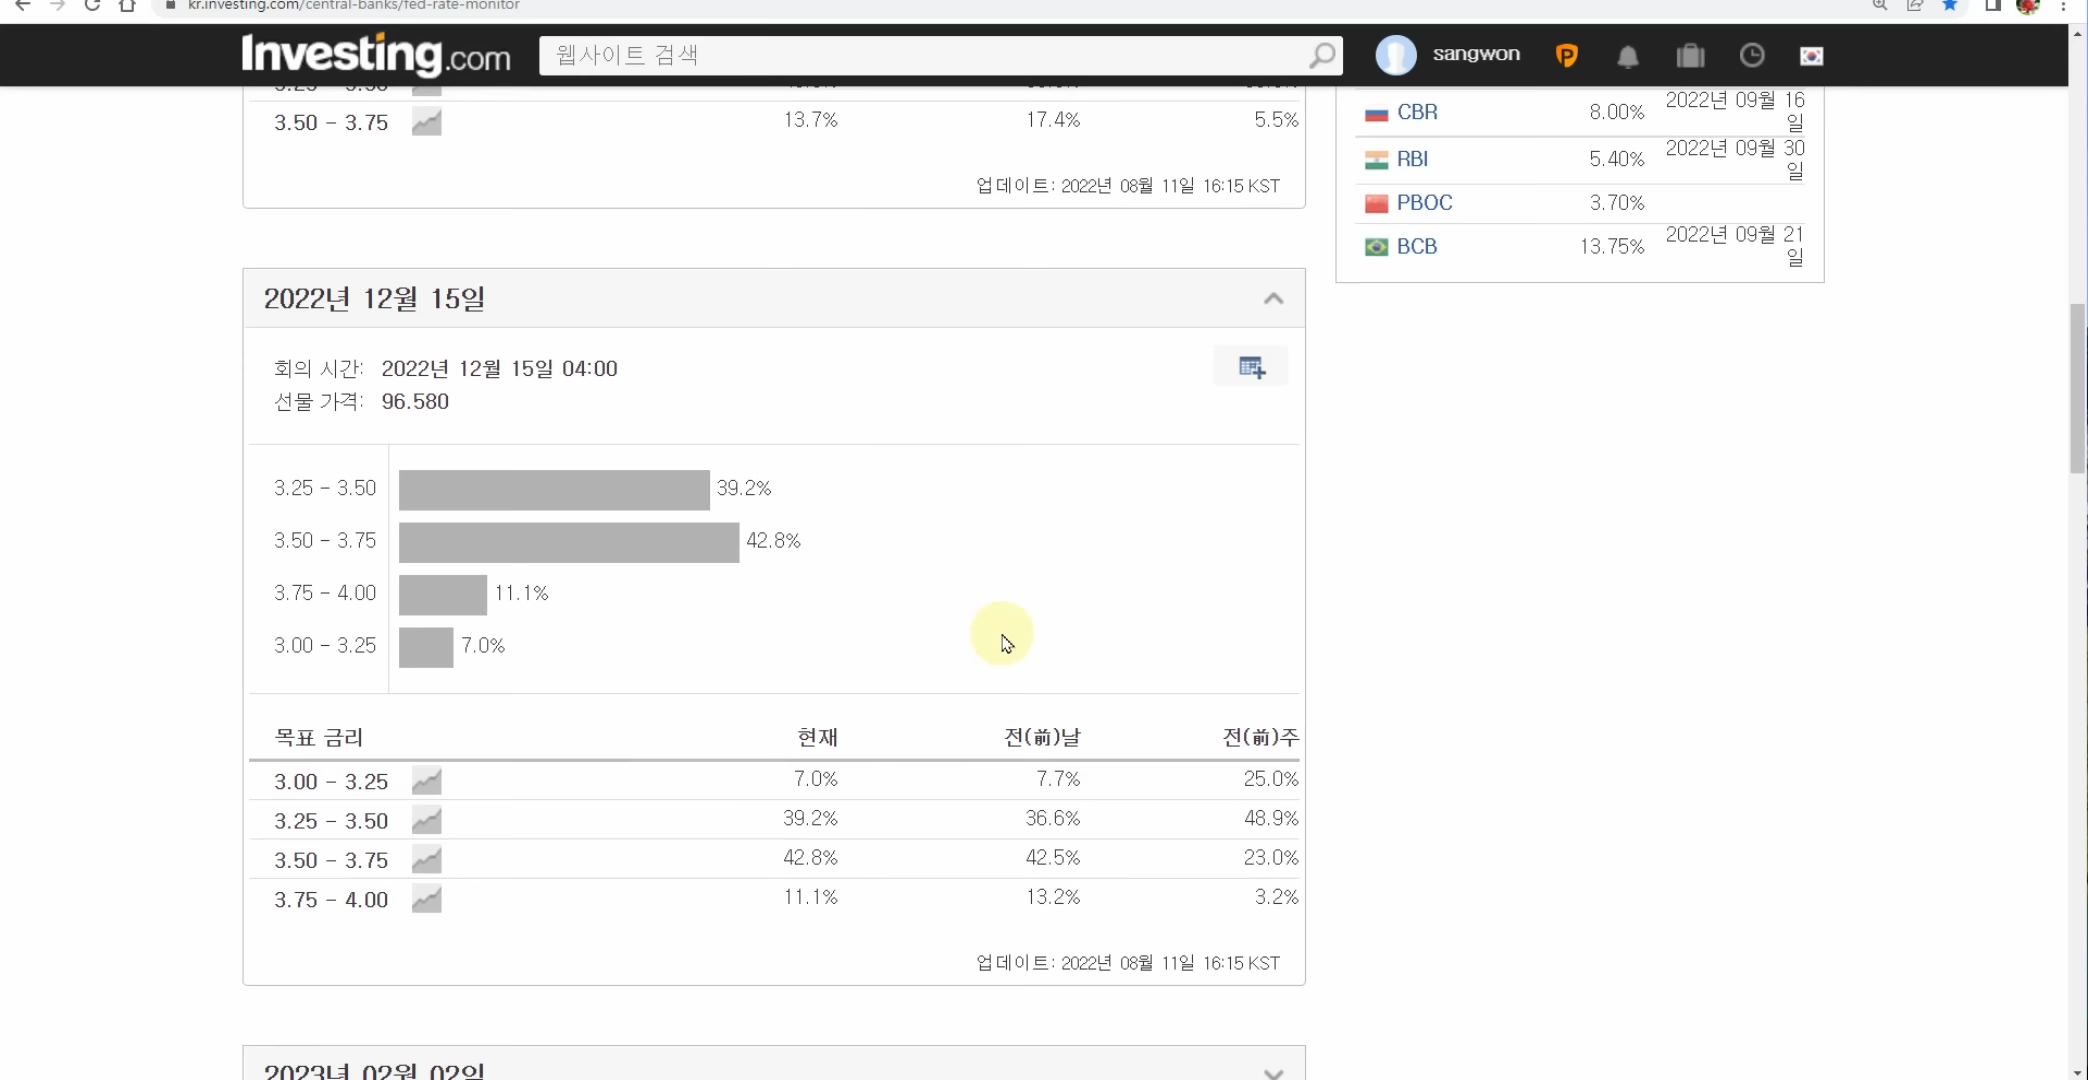 kr.investing.com/central-banks/fed-rate-monitor
Investing.com
웹사이트 검색
sangwon
3.50 - 3.75 13.7% 17.4% 5.5%
업데이트: 2022년 08월 11일 16:15 KST
CBR 8.00% 2022년 09월 16
일
RBI 5.40% 2022년 09월 30
일
PBOC 3.70%
BCB 13.75% 2022년 09월 21
일
2022년 12월 15일
회의 시간: 2022년 12월 15일 04:00
선물 가격: 96.580
3.25 - 3.50 39.2%
3.50 - 3.75 42.8%
3.75 - 4.00 11.1%
3.00 - 3.25 7.0%
목표 금리 현재 전(前)날 전(前)주
3.00 - 3.25 7.0% 7.7% 25.0%
3.25 - 3.50 39.2% 36.6% 48.9%
3.50 - 3.75 42.8% 42.5% 23.0%
3.75 - 4.00 11.1% 13.2% 3.2%
업데이트: 2022년 08월 11일 16:15 KST
2023년 02월 02일